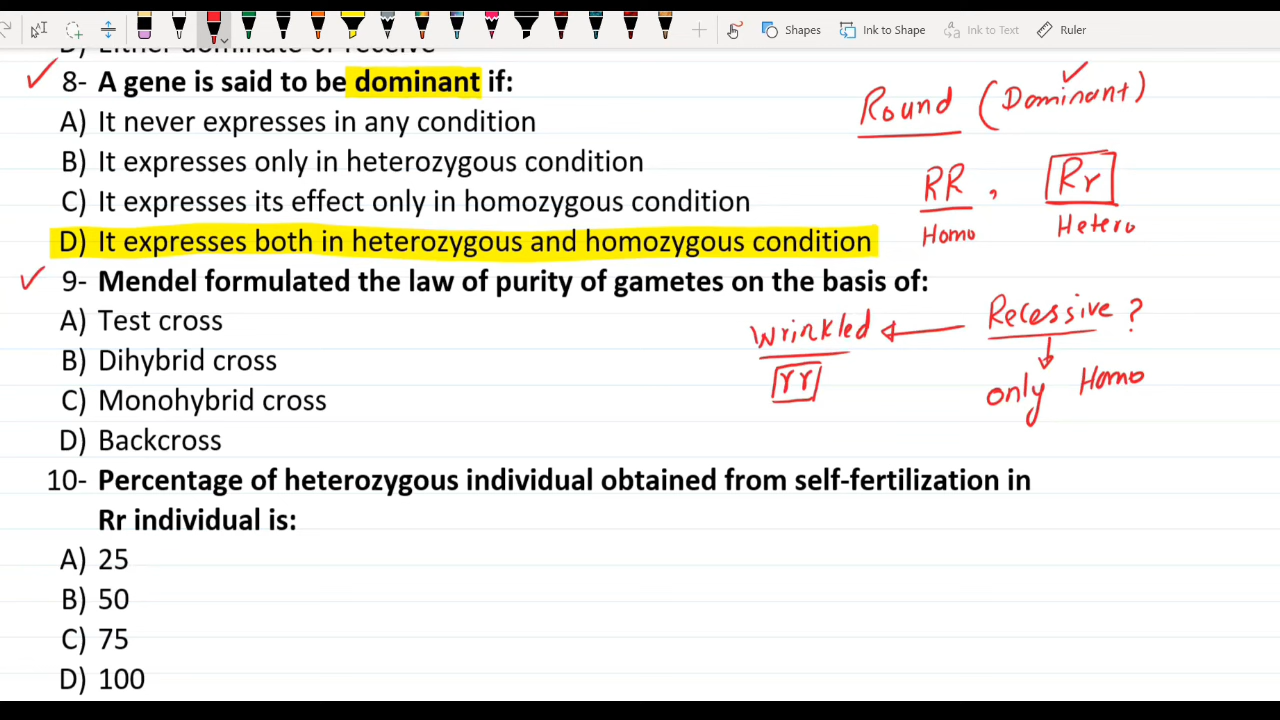 Shapes
Ink to Shape
Ink to Text
Ruler
8- A gene is said to be dominant if:
A) It never expresses in any condition
B) It expresses only in heterozygous condition
C) It expresses its effect only in homozygous condition
D) It expresses both in heterozygous and homozygous condition
Round (Dominant)
RR , Rr
Homo Hetero
9- Mendel formulated the law of purity of gametes on the basis of:
A) Test cross
B) Dihybrid cross
C) Monohybrid cross
D) Backcross
Wrinkled Recessive ?
rr only Homo
10- Percentage of heterozygous individual obtained from self-fertilization in
Rr individual is:
A) 25
B) 50
C) 75
D) 100